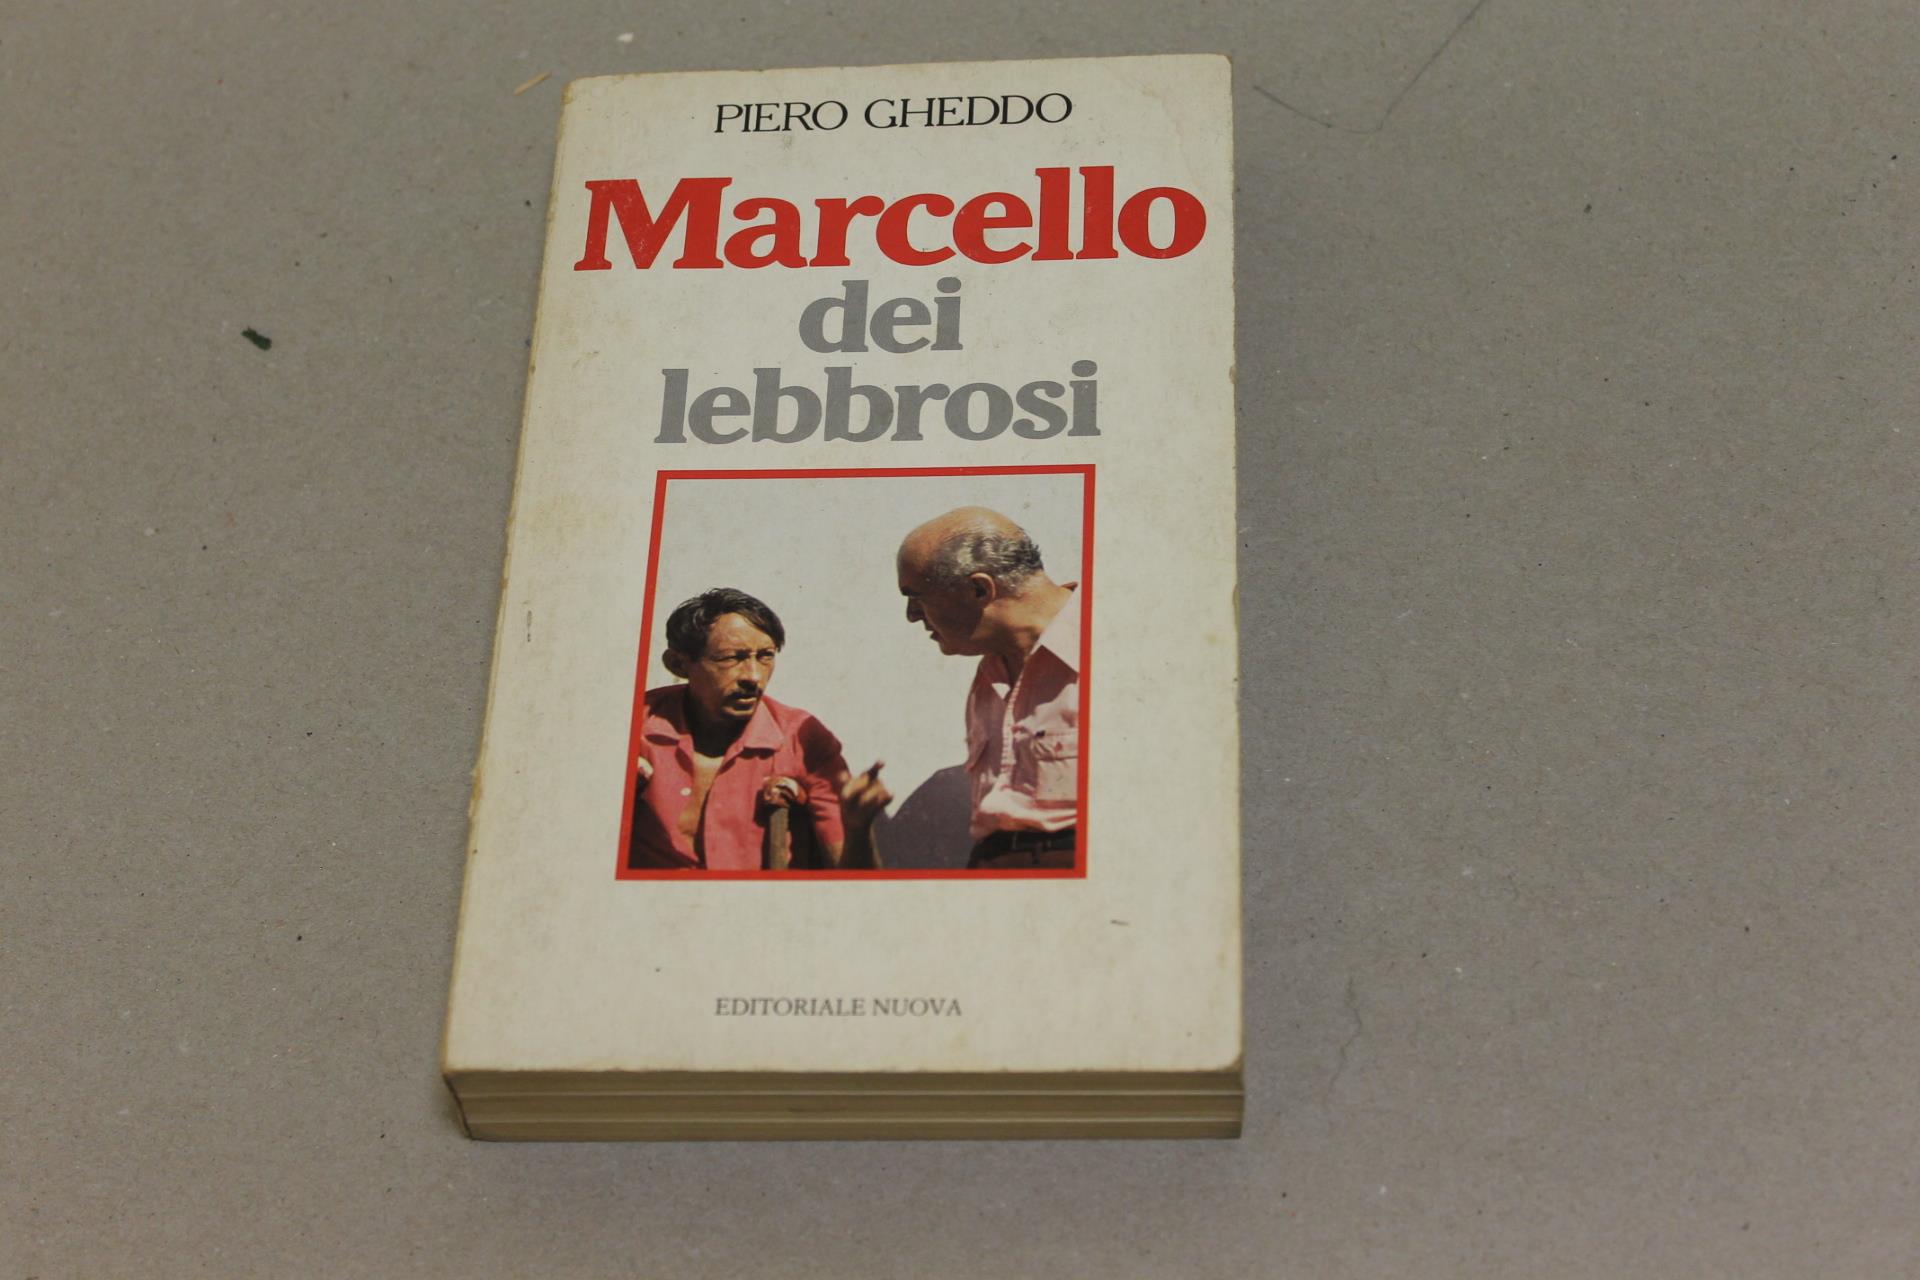 PIERO GHEDDO
Marcello
dei
lebbrosi
EDITORIALE NUOVA